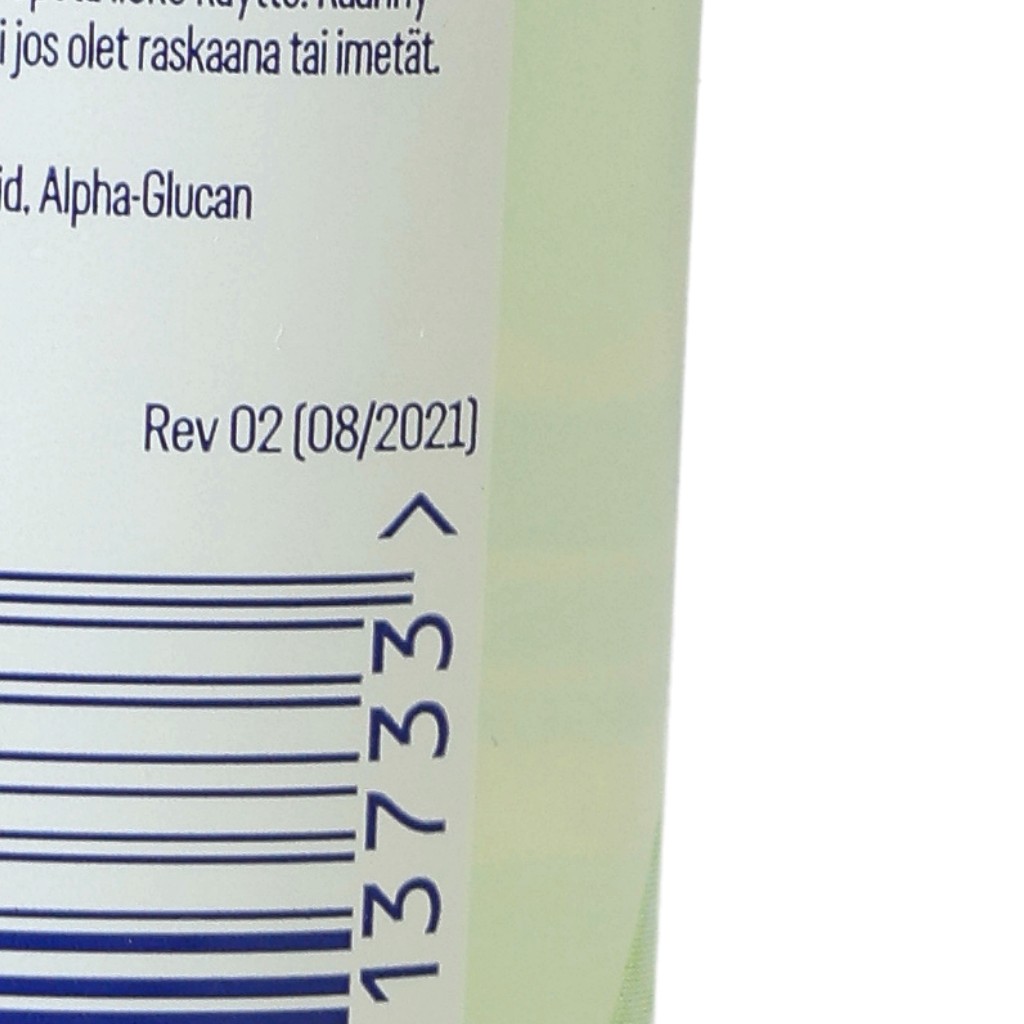 i jos olet raskaana tai imetät.
id, Alpha-Glucan
Rev 02 (08/2021)
13733 >